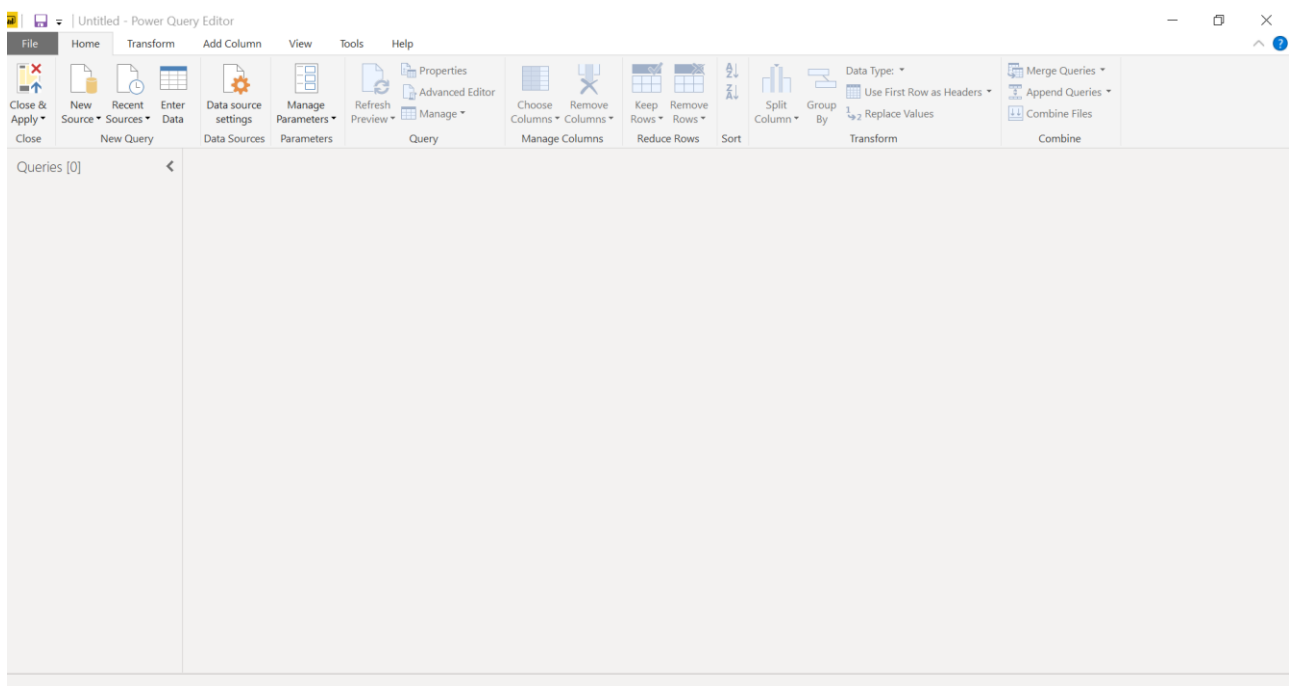 Untitled - Power Query Editor
File Home Transform Add Column View Tools Help
Close & Apply
New Source
Recent Sources
Enter Data
Data source settings
Manage Parameters
Refresh Preview
Properties
Advanced Editor
Manage
Choose Columns
Remove Columns
Keep Rows
Remove Rows
Split Column
Group By
Data Type:
Use First Row as Headers
Replace Values
Merge Queries
Append Queries
Combine Files
Close
New Query
Data Sources
Parameters
Query
Manage Columns
Reduce Rows
Sort
Transform
Combine
Queries [0]